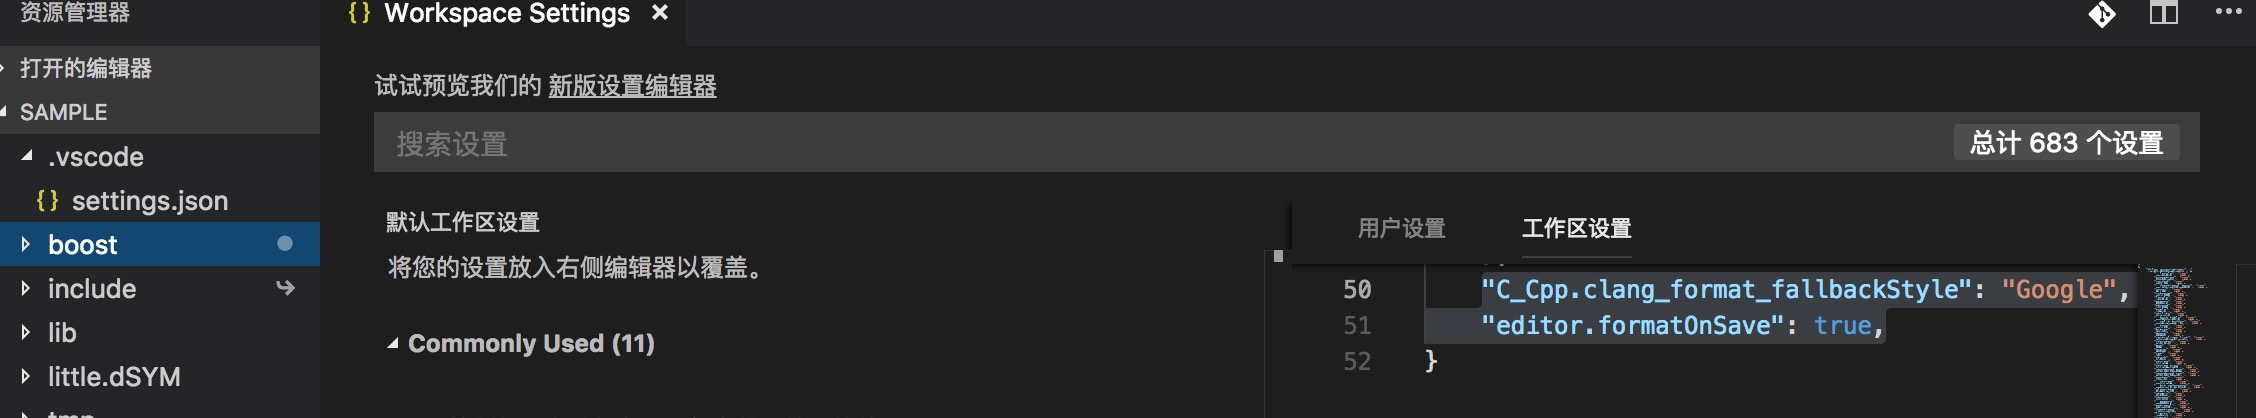 资源管理器
打开的编辑器
SAMPLE
.vscode
{} settings.json
boost
include
lib
little.dSYM
{} Workspace Settings ×
试试预览我们的 新版设置编辑器
搜索设置
总计 683 个设置
默认工作区设置
将您的设置放入右侧编辑器以覆盖。
Commonly Used (11)
用户设置 工作区设置
50 "C_Cpp.clang_format_fallbackStyle": "Google",
51 "editor.formatOnSave": true,
52 }